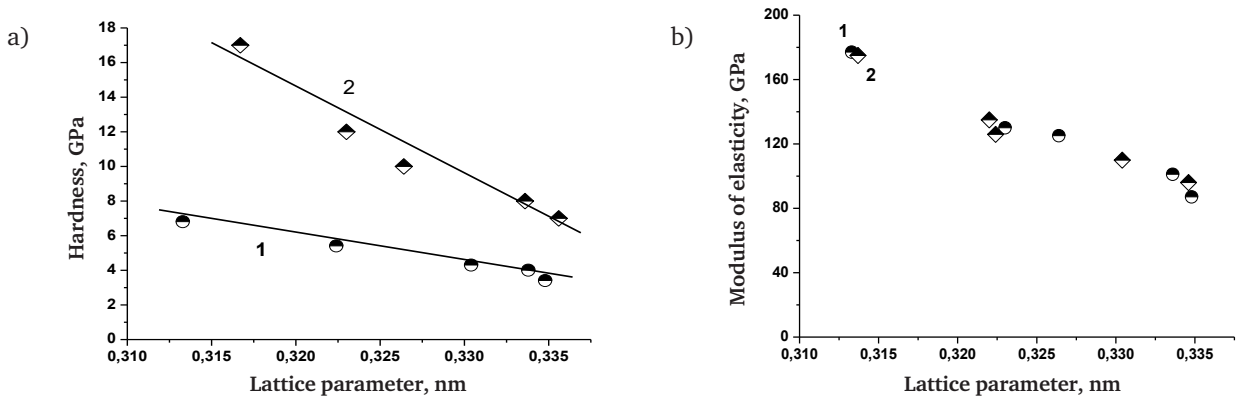 a)
Hardness, GPa
18
16
14
12
10
8
6
4
2
0
2
1
0,310 0,315 0,320 0,325 0,330 0,335
Lattice parameter, nm
b)
Modulus of elasticity, GPa
200
160
120
80
40
0
1
2
0,310 0,315 0,320 0,325 0,330 0,335
Lattice parameter, nm